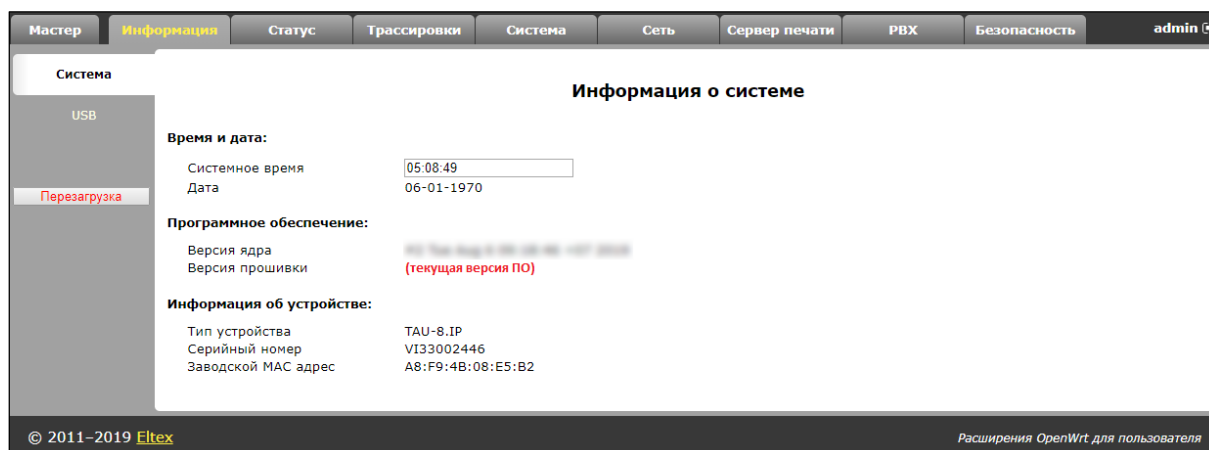 Мастер Информация Статус Трассировки Система Сеть Сервер печати PBX Безопасность admin
Система
USB
Перезагрузка
Информация о системе
Время и дата:
Системное время 05:08:49
Дата 06-01-1970
Программное обеспечение:
Версия ядра
Версия прошивки (текущая версия ПО)
Информация об устройстве:
Тип устройства TAU-8.IP
Серийный номер VI33002446
Заводской MAC адрес A8:F9:4B:08:E5:B2
© 2011–2019 Eltex
Расширения OpenWrt для пользователя